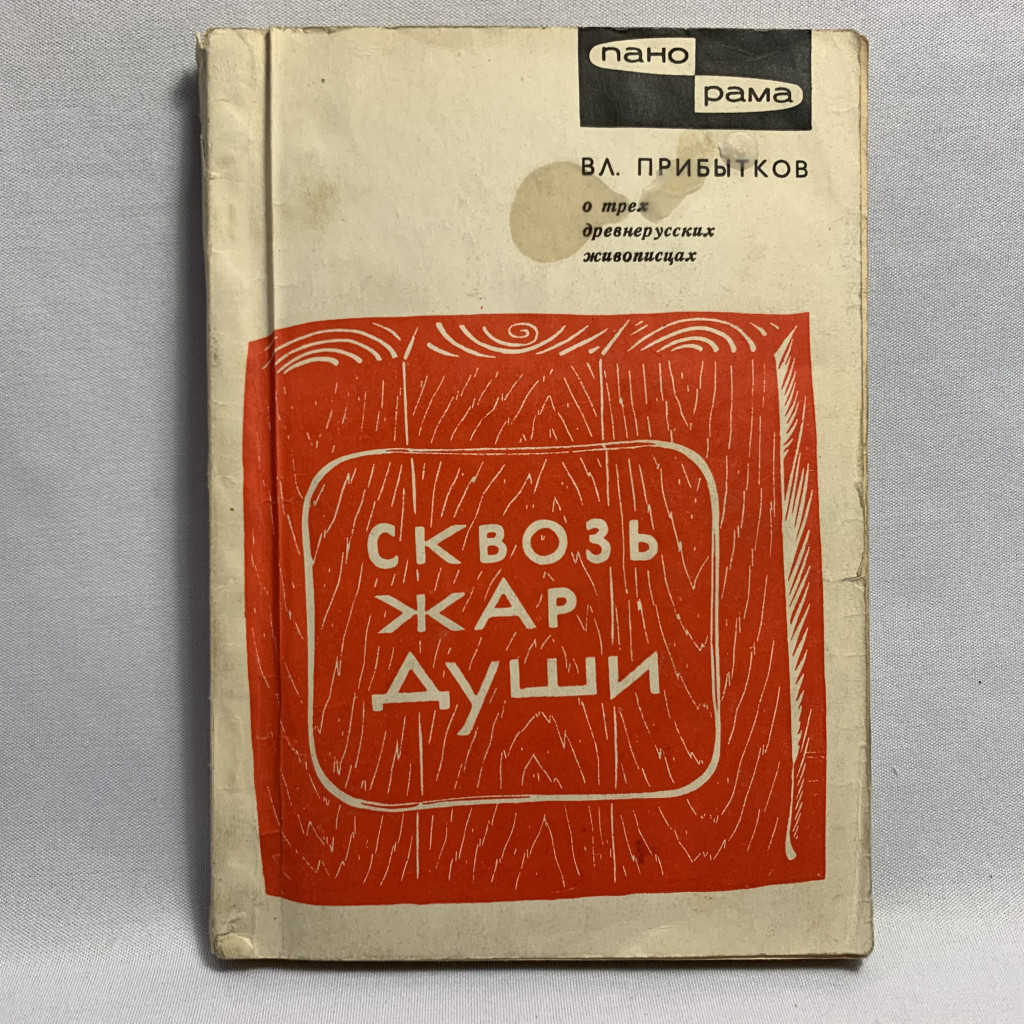 пано
рама
ВЛ. ПРИБЫТКОВ
о трех
древнерусских
живописцах
СКВОЗЬ
ЖАР
ДУШИ